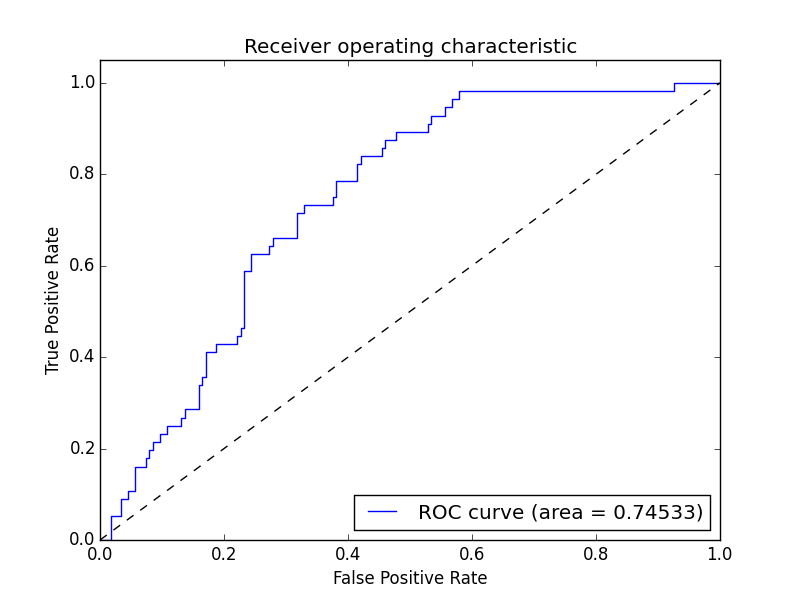 Receiver operating characteristic
True Positive Rate
1.0
0.8
0.6
0.4
0.2
0.0
ROC curve (area = 0.74533)
0.0 0.2 0.4 0.6 0.8 1.0
False Positive Rate